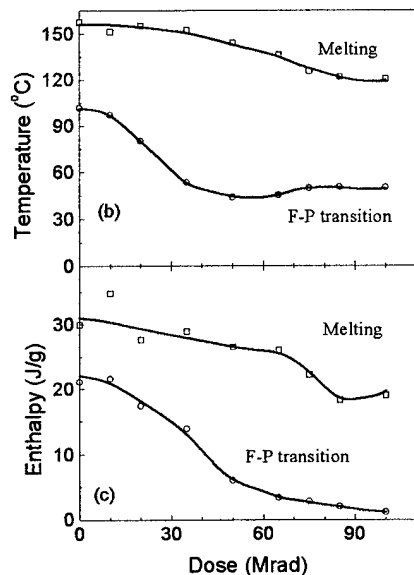 150
120
90
60
30
0
Temperature (°C)
Melting
F-P transition
(b)
30
20
10
0
Enthalpy (J/g)
Melting
F-P transition
(c)
0
30
60
90
Dose (Mrad)